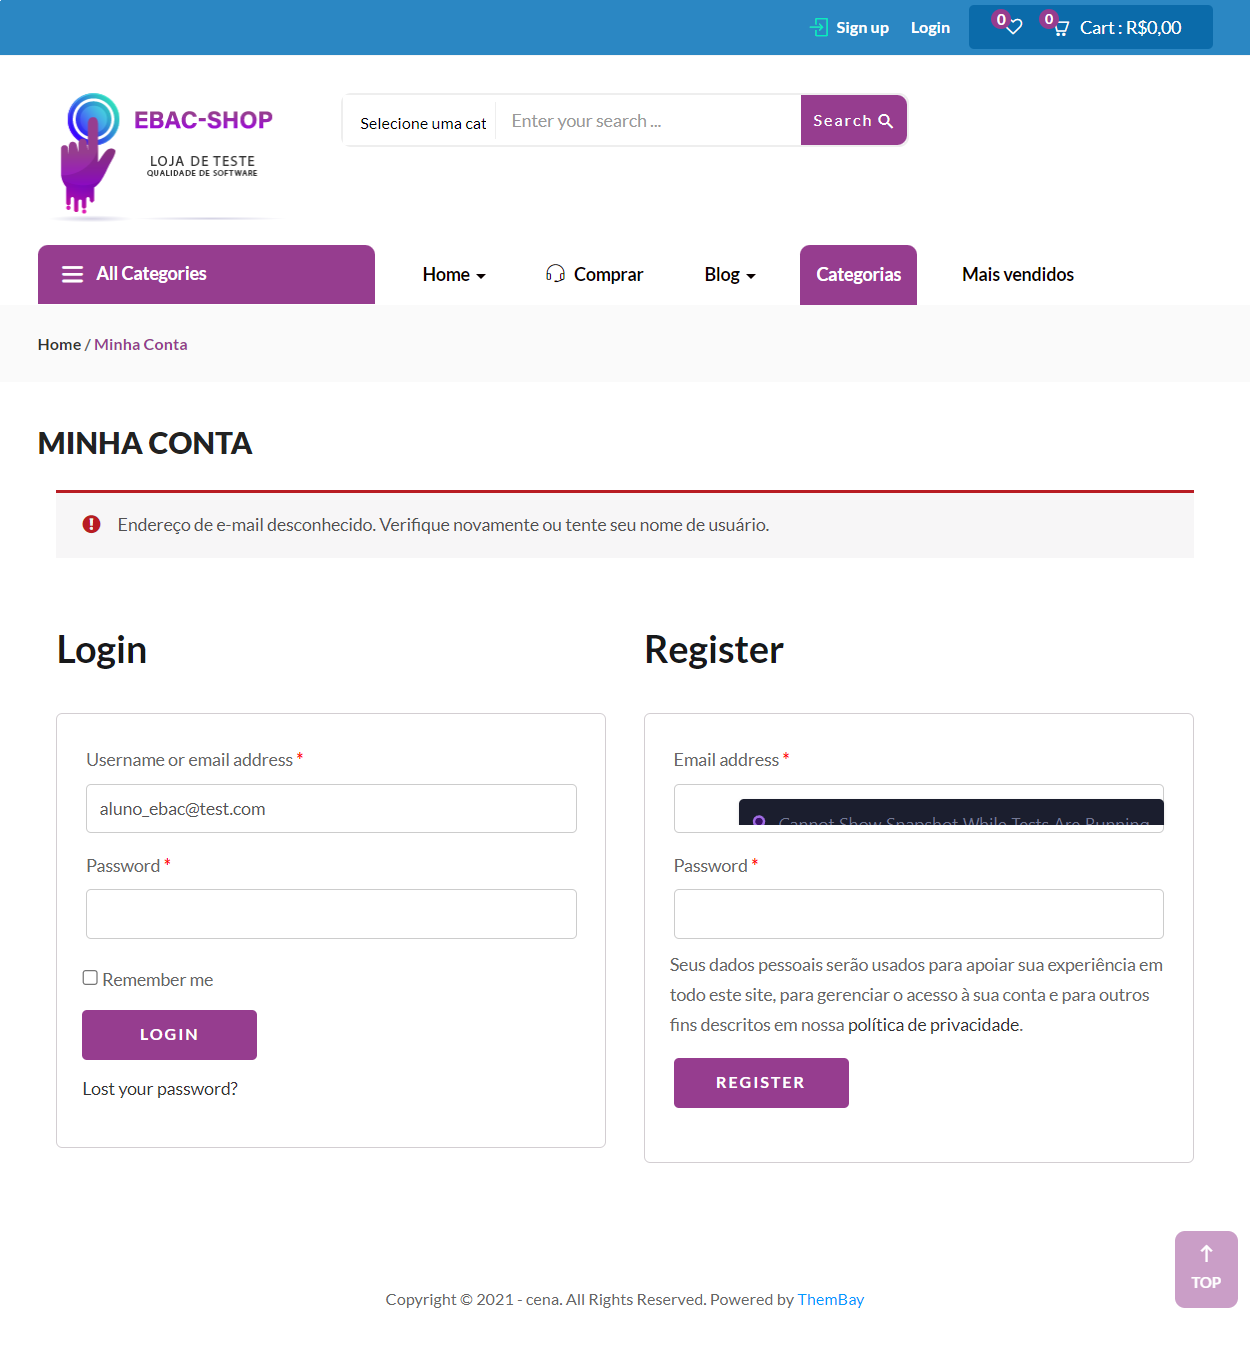 Sign up
Login
0
0
Cart : R$0,00
EBAC-SHOP
LOJA DE TESTE
QUALIDADE DE SOFTWARE
Selecione uma cat
Enter your search ...
Search
All Categories
Home
Comprar
Blog
Categorias
Mais vendidos
Home / Minha Conta
MINHA CONTA
Endereço de e-mail desconhecido. Verifique novamente ou tente seu nome de usuário.
Login
Username or email address *
aluno_ebac@test.com
Password *
Remember me
LOGIN
Lost your password?
Register
Email address *
Cannot Show Snapshot While Tests Are Running
Password *
Seus dados pessoais serão usados para apoiar sua experiência em
todo este site, para gerenciar o acesso à sua conta e para outros
fins descritos em nossa política de privacidade.
REGISTER
TOP
Copyright © 2021 - cena. All Rights Reserved. Powered by ThemBay